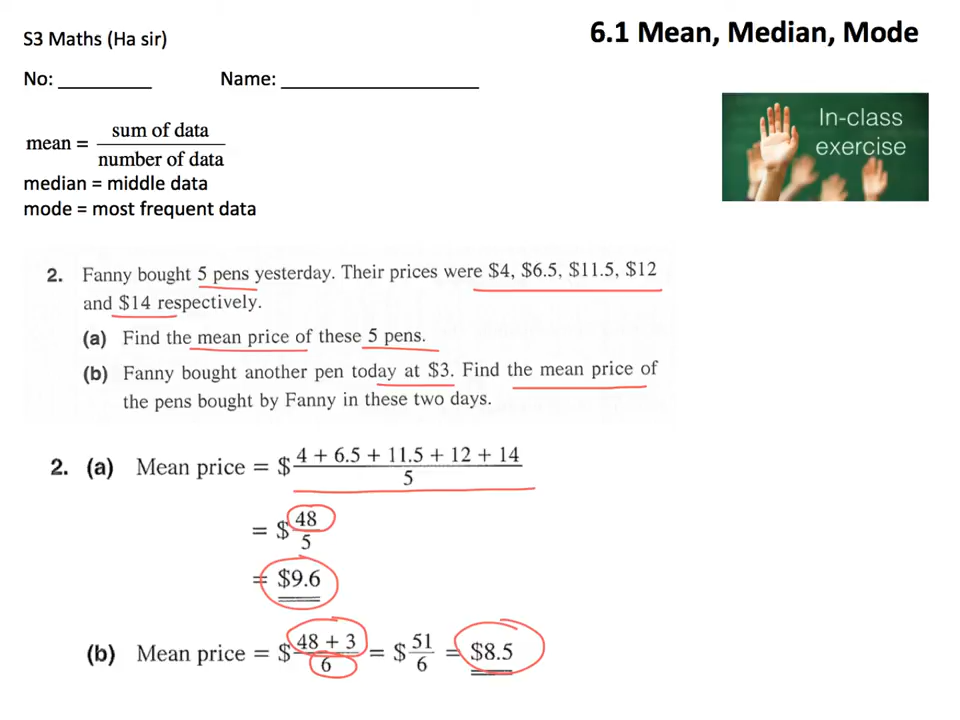 S3 Maths (Ha sir)
6.1 Mean, Median, Mode
No: __________ Name: _____________________
In-class
exercise
mean = sum of data / number of data
median = middle data
mode = most frequent data
2. Fanny bought 5 pens yesterday. Their prices were $4, $6.5, $11.5, $12
and $14 respectively.
(a) Find the mean price of these 5 pens.
(b) Fanny bought another pen today at $3. Find the mean price of
the pens bought by Fanny in these two days.
2. (a) Mean price = $ (4 + 6.5 + 11.5 + 12 + 14) / 5
= $ 48 / 5
= $9.6
(b) Mean price = $ (48 + 3) / 6 = $ 51 / 6 = $8.5